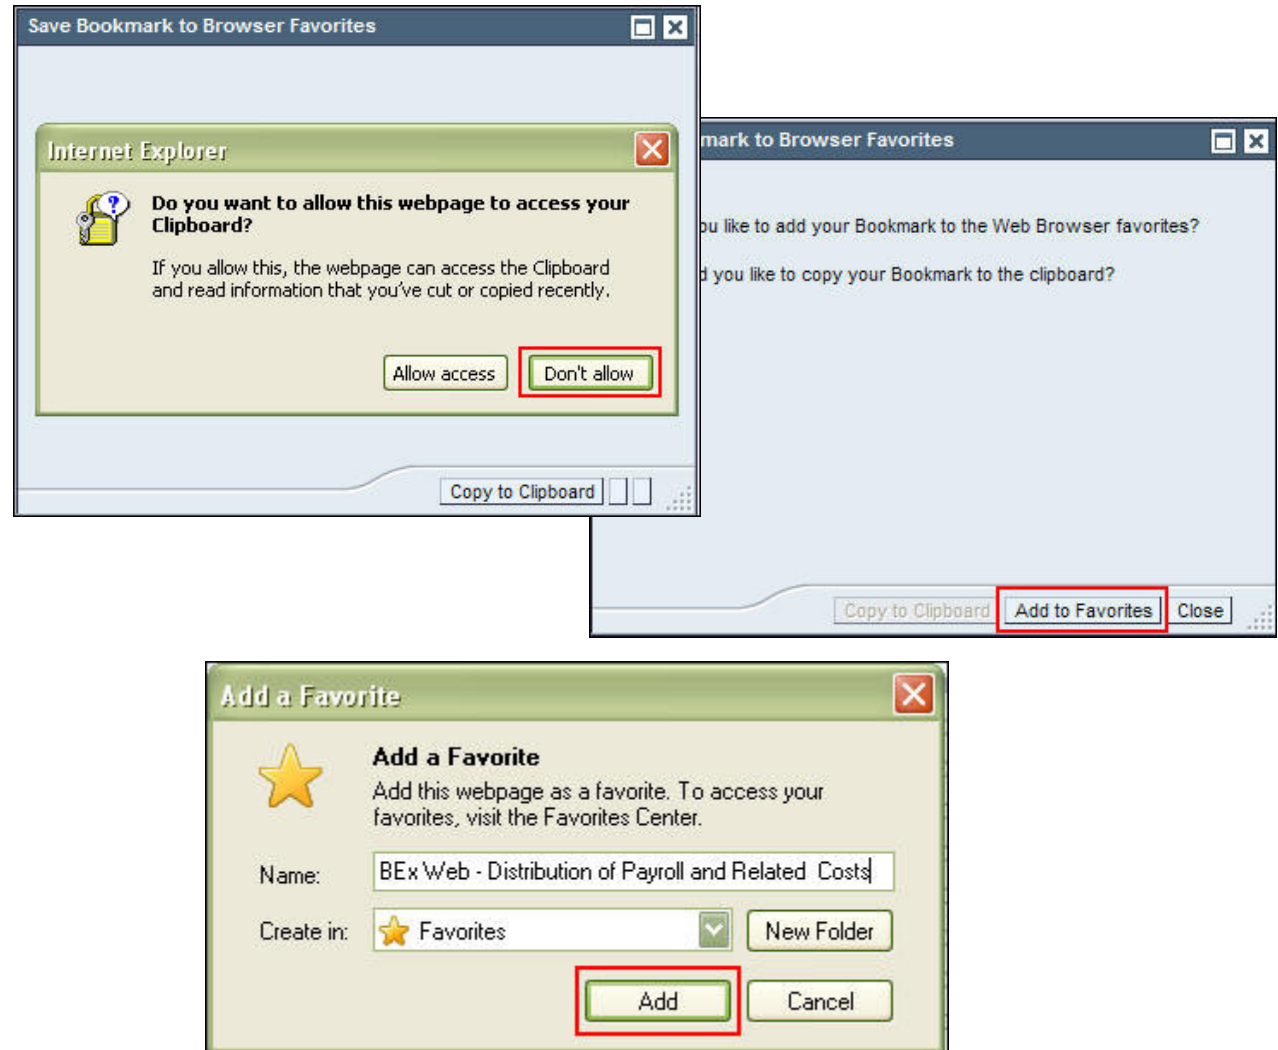 Save Bookmark to Browser Favorites
Internet Explorer
Do you want to allow this webpage to access your
Clipboard?
If you allow this, the webpage can access the Clipboard
and read information that you've cut or copied recently.
Allow access
Don't allow
Copy to Clipboard
mark to Browser Favorites
ou like to add your Bookmark to the Web Browser favorites?
d you like to copy your Bookmark to the clipboard?
Copy to Clipboard
Add to Favorites
Close
Add a Favorite
Add a Favorite
Add this webpage as a favorite. To access your
favorites, visit the Favorites Center.
Name:
BEx Web - Distribution of Payroll and Related  Costs
Create in:
Favorites
New Folder
Add
Cancel